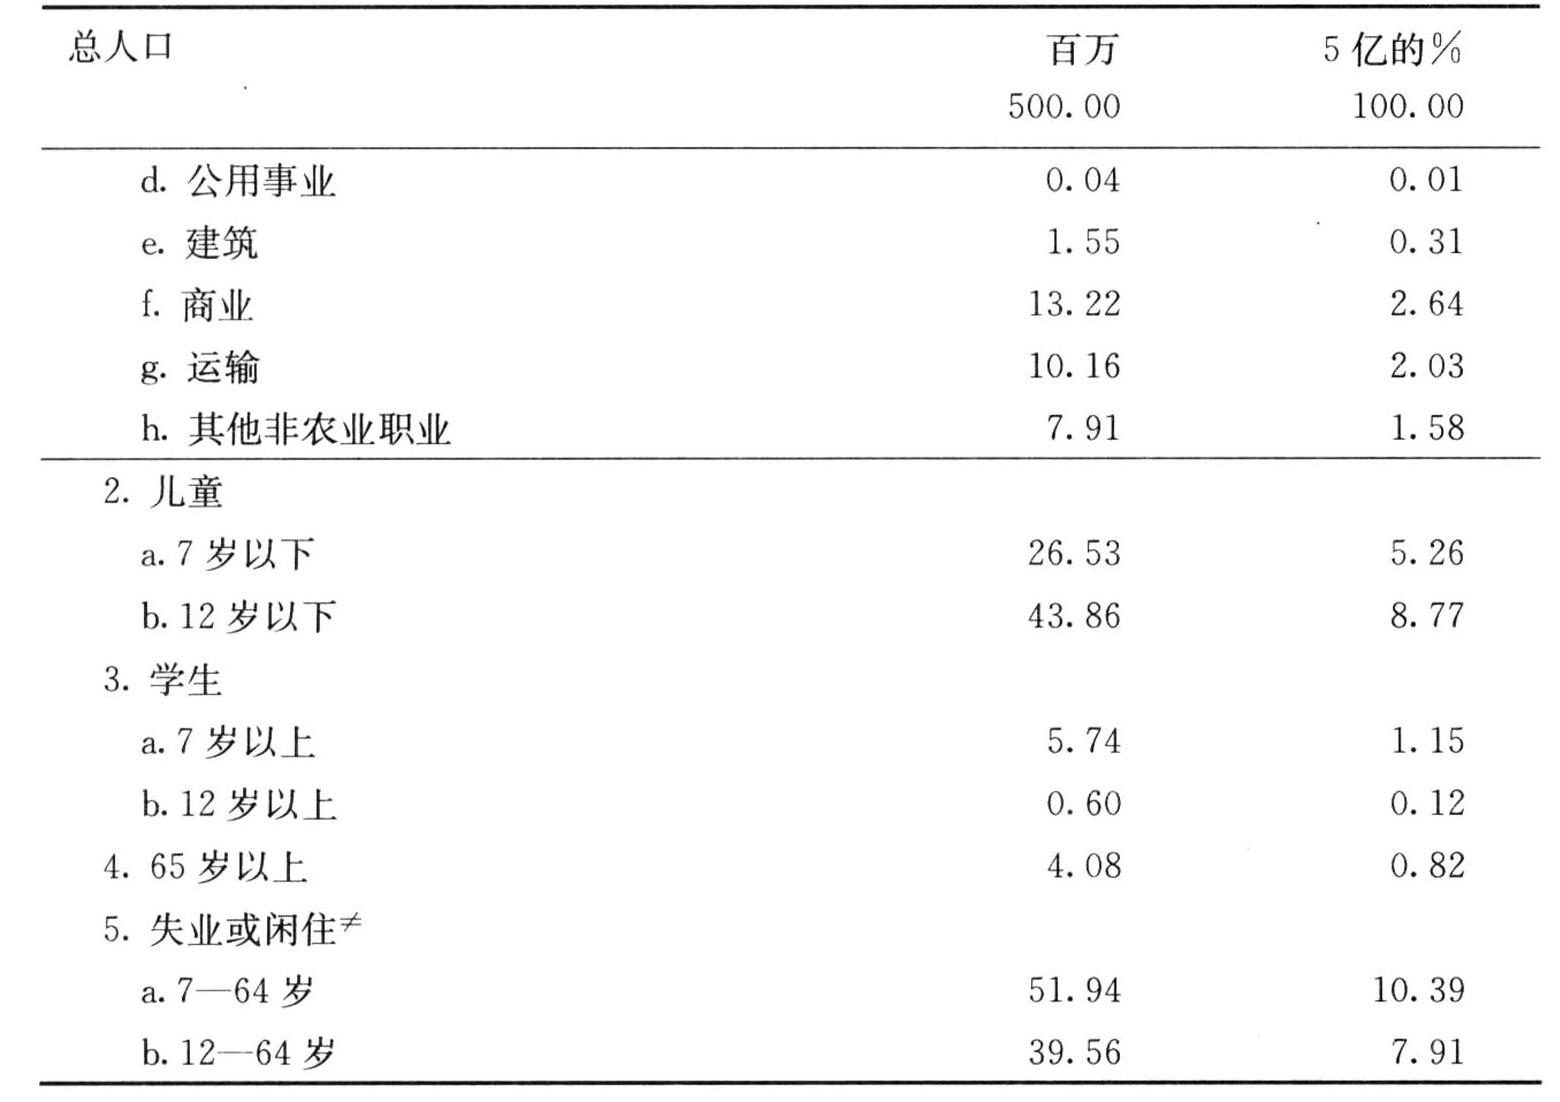 总人口 百万 5亿的%
500.00 100.00
d. 公用事业 0.04 0.01
e. 建筑 1.55 0.31
f. 商业 13.22 2.64
g. 运输 10.16 2.03
h. 其他非农业职业 7.91 1.58
2. 儿童
a. 7岁以下 26.53 5.26
b. 12岁以下 43.86 8.77
3. 学生
a. 7岁以上 5.74 1.15
b. 12岁以上 0.60 0.12
4. 65岁以上 4.08 0.82
5. 失业或闲住≠
a. 7—64岁 51.94 10.39
b. 12—64岁 39.56 7.91